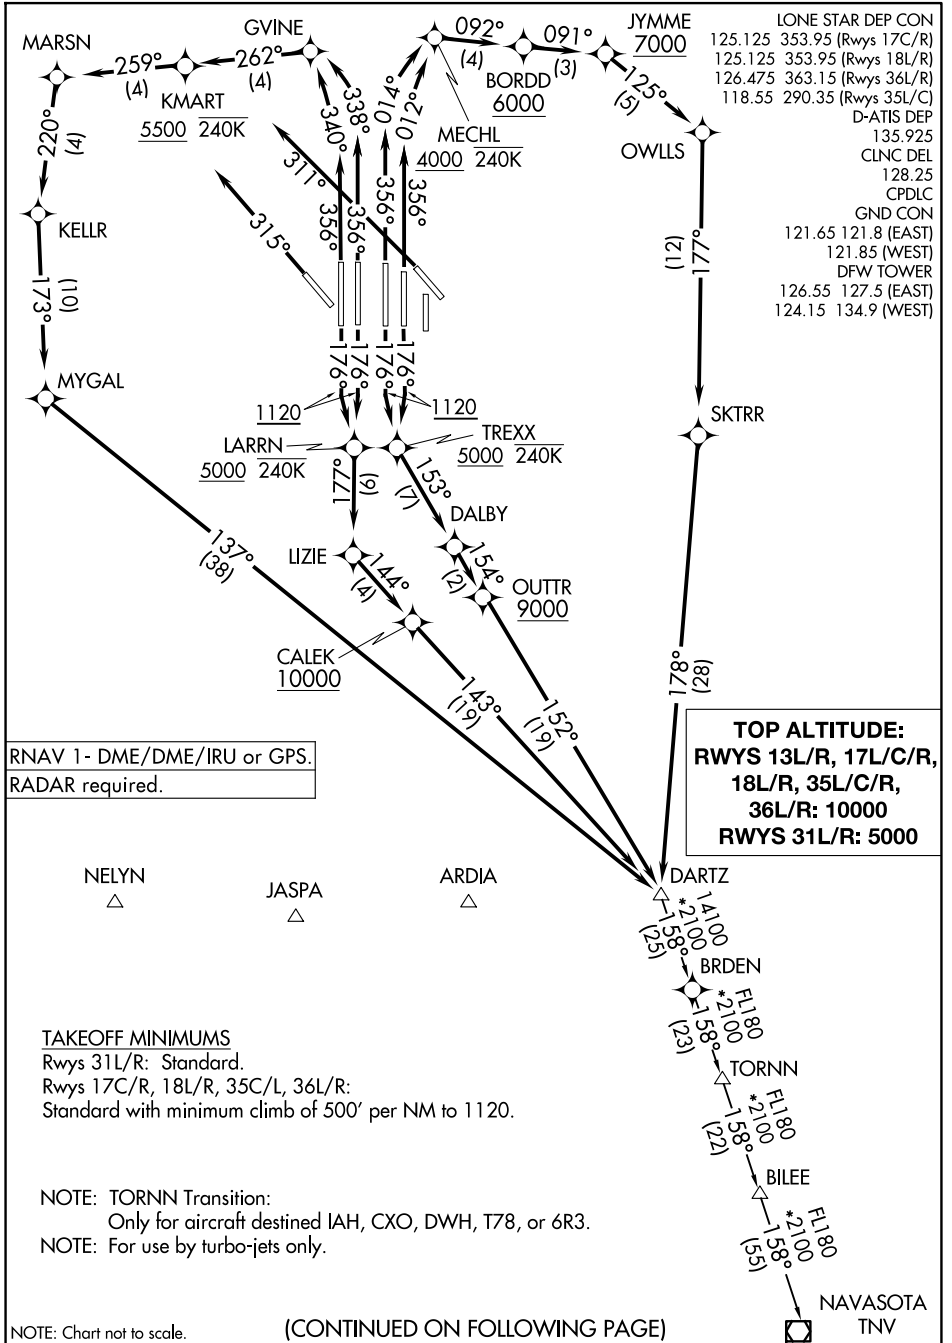 LONE STAR DEP CON
125.125 353.95 (Rwys 17C/R)
125.125 353.95 (Rwys 18L/R)
126.475 363.15 (Rwys 36L/R)
118.55 290.35 (Rwys 35L/C)
D-ATIS DEP
135.925
CLNC DEL
128.25
CPDLC
GND CON
121.65 121.8 (EAST)
121.85 (WEST)
DFW TOWER
126.55 127.5 (EAST)
124.15 134.9 (WEST)
MARSN
259°
(4)
KMART
5500 240K
262°
(4)
GVINE
340°
338°
014°
012°
MECHL
4000 240K
092°
(4)
BORDD
6000
091°
(3)
JYMME
7000
125°
(5)
OWLLS
220°
(4)
KELLR
173°
(10)
MYGAL
315°
311°
356°
356°
356°
356°
177°
(12)
176°
176°
176°
176°
1120
1120
LARRN
5000 240K
TREXX
5000 240K
SKTRR
177°
(9)
153°
(7)
DALBY
LIZIE
144°
(4)
154°
(2)
OUTTR
9000
CALEK
10000
137°
(38)
143°
(19)
152°
(19)
178°
(28)
RNAV 1- DME/DME/IRU or GPS.
RADAR required.
TOP ALTITUDE:
RWYS 13L/R, 17L/C/R,
18L/R, 35L/C/R,
36L/R: 10000
RWYS 31L/R: 5000
NELYN
JASPA
ARDIA
DARTZ
14100
*2100
158°
(25)
BRDEN
FL180
*2100
158°
(23)
TORNN
FL180
*2100
158°
(22)
BILEE
FL180
*2100
158°
(55)
NAVASOTA
TNV
TAKEOFF MINIMUMS
Rwys 31L/R: Standard.
Rwys 17C/R, 18L/R, 35C/L, 36L/R:
Standard with minimum climb of 500' per NM to 1120.
NOTE: TORNN Transition:
Only for aircraft destined IAH, CXO, DWH, T78, or 6R3.
NOTE: For use by turbo-jets only.
NOTE: Chart not to scale.
(CONTINUED ON FOLLOWING PAGE)